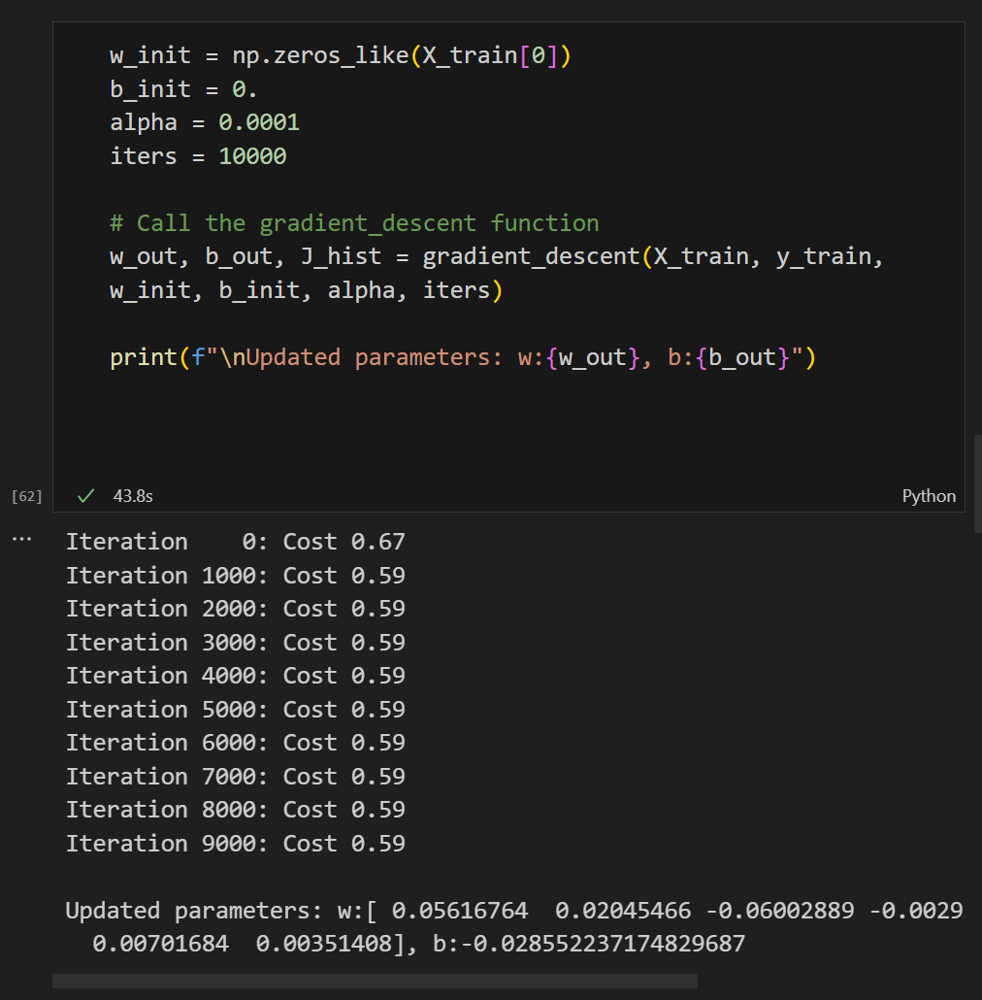 w_init = np.zeros_like(X_train[0])
b_init = 0.
alpha = 0.0001
iters = 10000
# Call the gradient_descent function
w_out, b_out, J_hist = gradient_descent(X_train, y_train,
w_init, b_init, alpha, iters)
print(f"\nUpdated parameters: w:{w_out}, b:{b_out}")
[62] 43.8s Python
... Iteration    0: Cost 0.67
Iteration 1000: Cost 0.59
Iteration 2000: Cost 0.59
Iteration 3000: Cost 0.59
Iteration 4000: Cost 0.59
Iteration 5000: Cost 0.59
Iteration 6000: Cost 0.59
Iteration 7000: Cost 0.59
Iteration 8000: Cost 0.59
Iteration 9000: Cost 0.59
Updated parameters: w:[ 0.05616764  0.02045466 -0.06002889 -0.0029
0.00701684  0.00351408], b:-0.028552237174829687